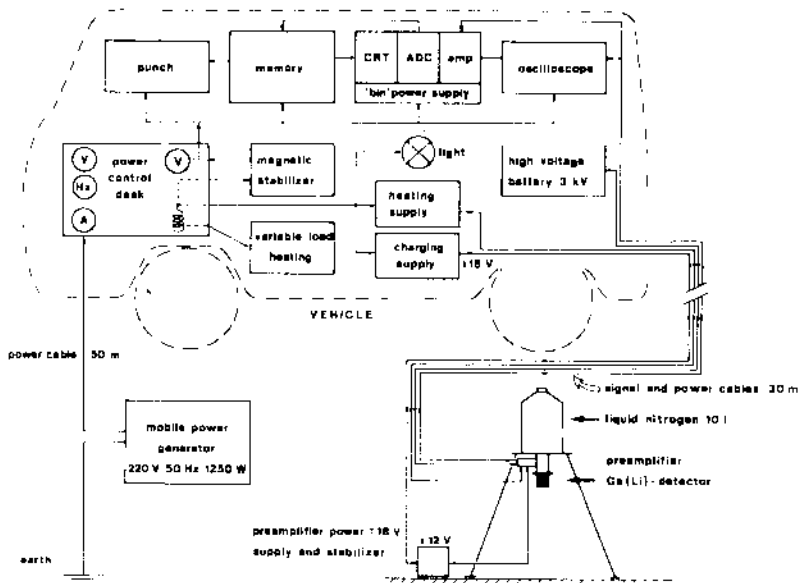 punch
memory
CRT
ADC
amp
'bin' power supply
oscilloscope
V
Hz
A
power
control
desk
V
magnetic
stabilizer
light
high voltage
battery 3 kV
heating
supply
variable load
heating
charging
supply
±18 V
VEHICLE
power cable 50 m
signal and power cables 30 m
liquid nitrogen 10 l
mobile power
generator
220 V 50 Hz 1250 W
preamplifier
Ge(Li)-detector
preamplifier power ±18 V
supply and stabilizer
±12 V
earth